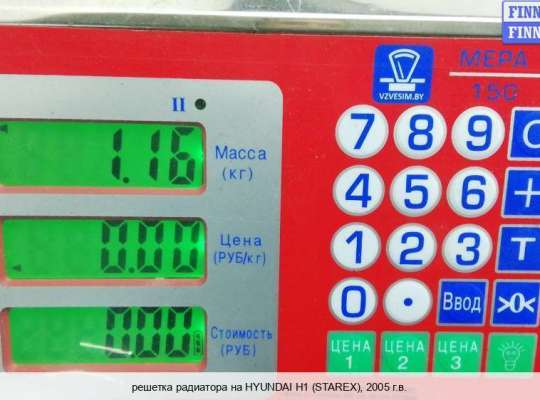 FINN
FINN
МЕРА
150
VZVESIM.BY
II
1.16
Масса
(кг)
0.00
Цена
(РУБ/кг)
000
Стоимость
(РУБ)
7 8 9 C
4 5 6 +
1 2 3 T
0 • Ввод >0<
ЦЕНА 1 ЦЕНА 2 ЦЕНА 3
решетка радиатора на HYUNDAI H1 (STAREX), 2005 г.в.